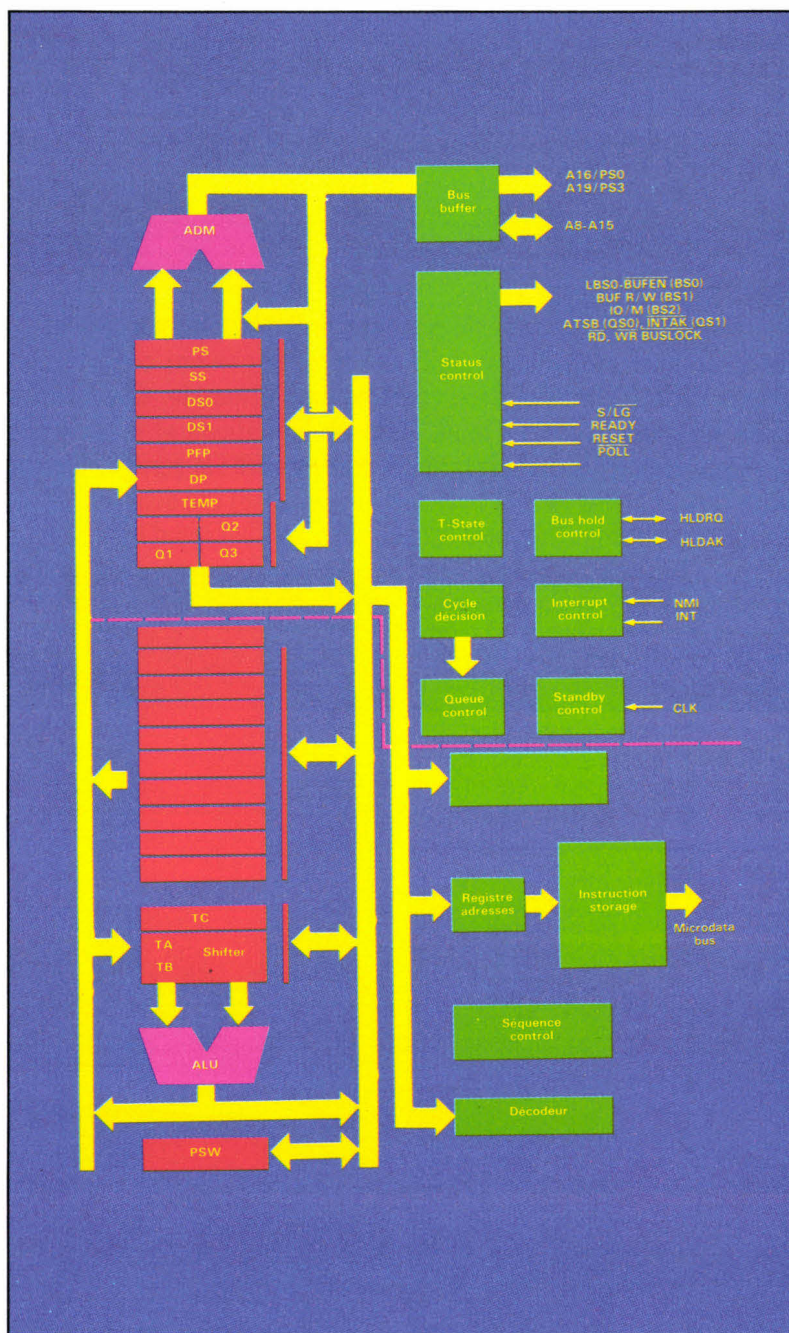 ADM
Bus
buffer
A16/PS0
A19/PS3
A8-A15
LBS0-BUFEN (BS0)
BUF R/W (BS1)
IO/M (BS2)
ATSB (QS0), INTAK (QS1)
RD, WR BUSLOCK
Status
control
S/LG
READY
RESET
POLL
PS
SS
DS0
DS1
PFP
DP
TEMP
Q2
Q1
Q3
T-State
control
Bus hold
control
HLDRQ
HLDAK
Cycle
decision
Interrupt
control
NMI
INT
Queue
control
Standby
control
CLK
Registre
adresses
Instruction
storage
Microdata
bus
TC
TA
Shifter
TB
ALU
Séquence
control
Décodeur
PSW